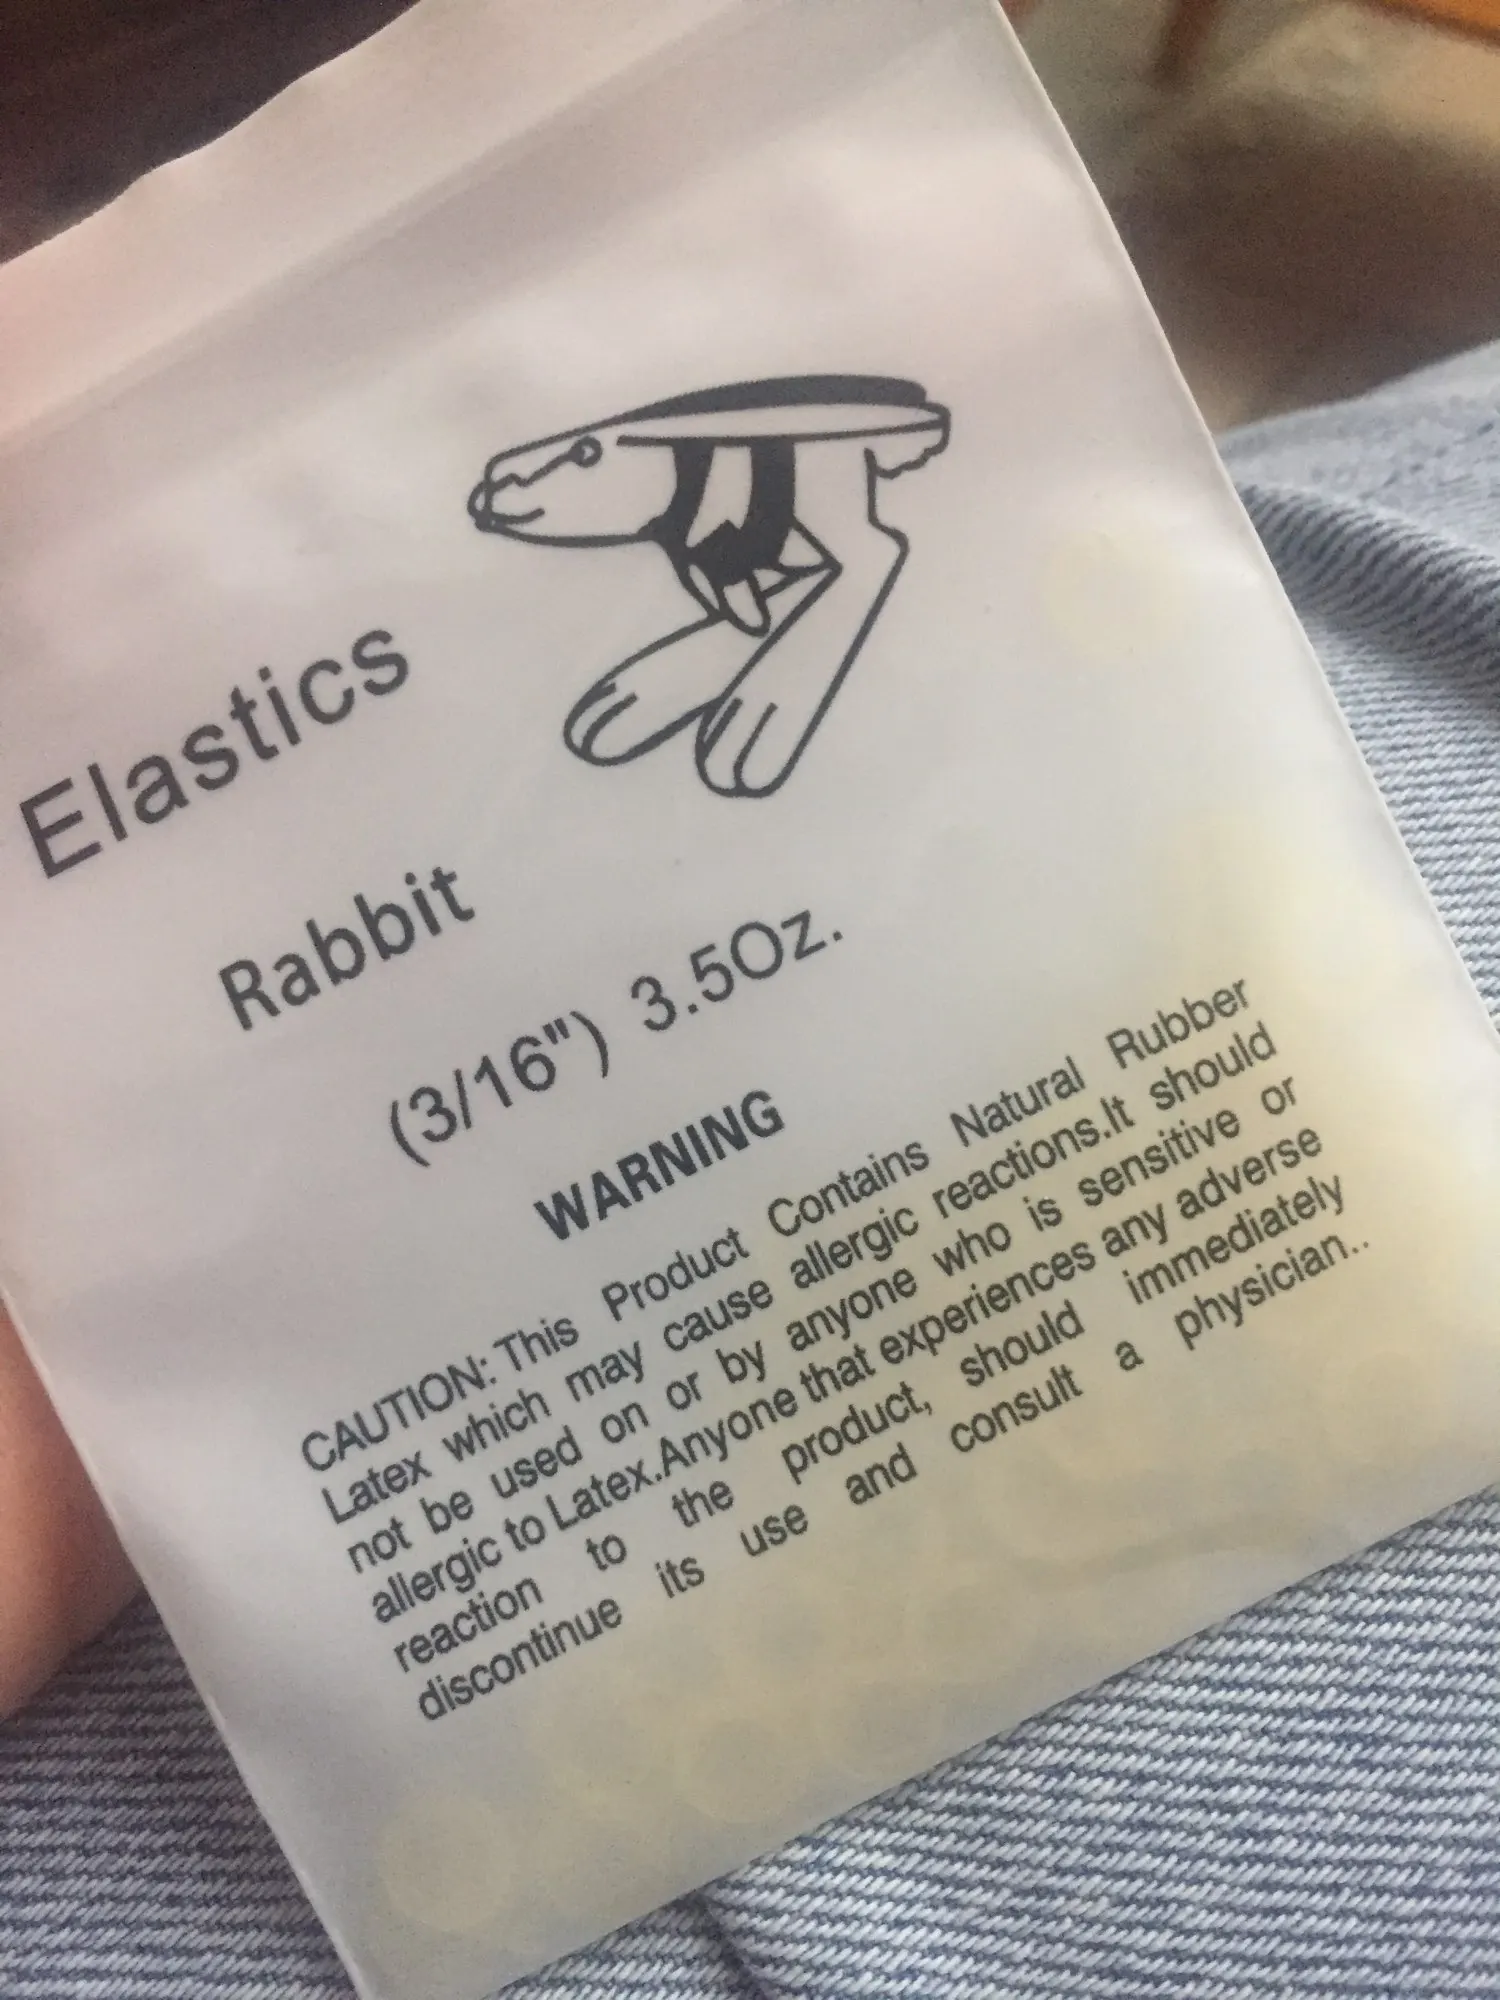 Elastics
Rabbit
(3/16") 3.5Oz.
WARNING
CAUTION: This Product Contains Natural Rubber
Latex which may cause allergic reactions.It should
not be used on or by anyone who is sensitive or
allergic to Latex.Anyone that experiences any adverse
reaction to the product, should immediately
discontinue its use and consult a physician..